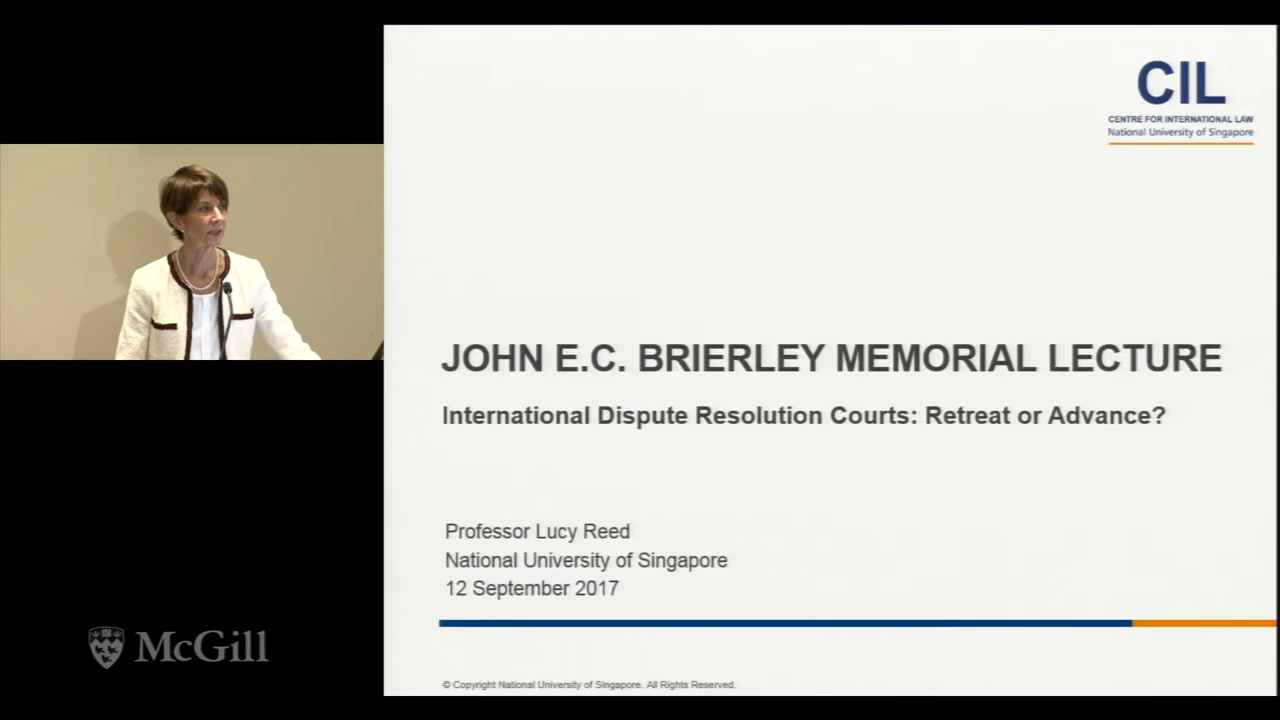 CIL
CENTRE FOR INTERNATIONAL LAW
National University of Singapore
JOHN E.C. BRIERLEY MEMORIAL LECTURE
International Dispute Resolution Courts: Retreat or Advance?
Professor Lucy Reed
National University of Singapore
12 September 2017
McGill
© Copyright National University of Singapore. All Rights Reserved.